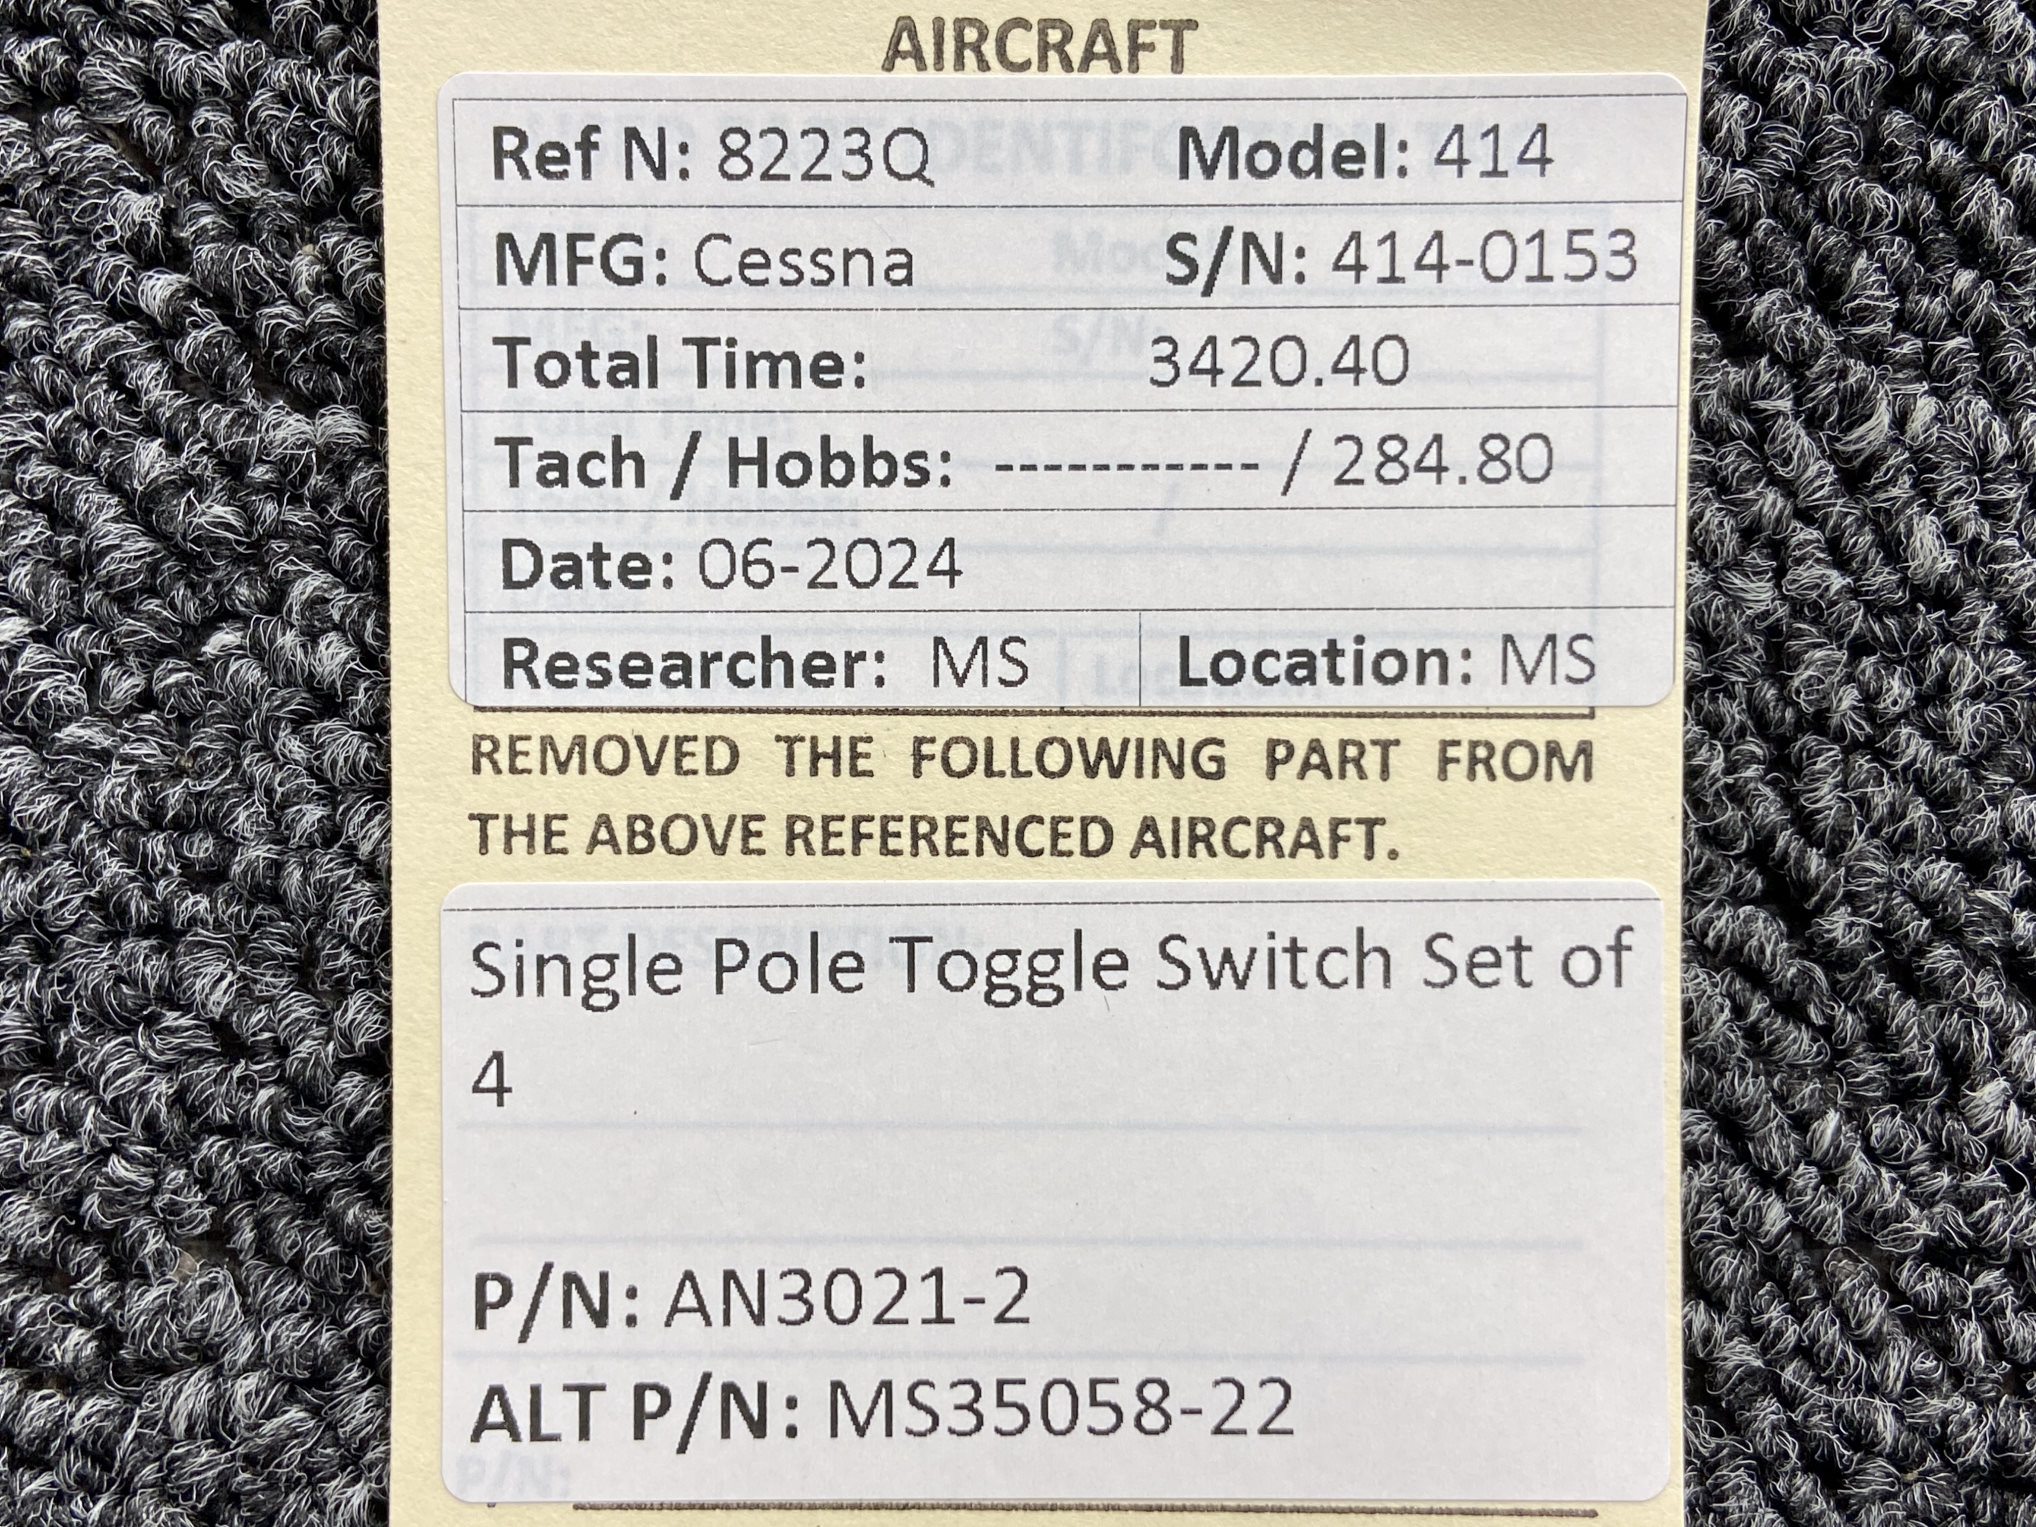 AIRCRAFT
Ref N: 8223Q Model: 414
MFG: Cessna S/N: 414-0153
Total Time: 3420.40
Tach / Hobbs: ----------- / 284.80
Date: 06-2024
Researcher: MS Location: MS
REMOVED THE FOLLOWING PART FROM
THE ABOVE REFERENCED AIRCRAFT.
Single Pole Toggle Switch Set of
4
P/N: AN3021-2
ALT P/N: MS35058-22
P/N: